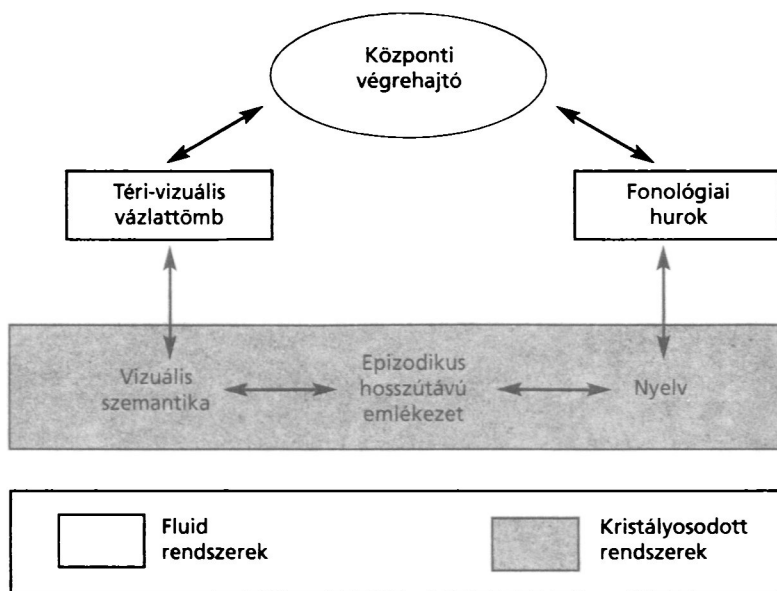 Központi
végrehajtó
Téri-vizuális
vázlattömb
Fonológiai
hurok
Vizuális
szemantika
Epizodikus
hosszútávú
emlékezet
Nyelv
Fluid
rendszerek
Kristályosodott
rendszerek